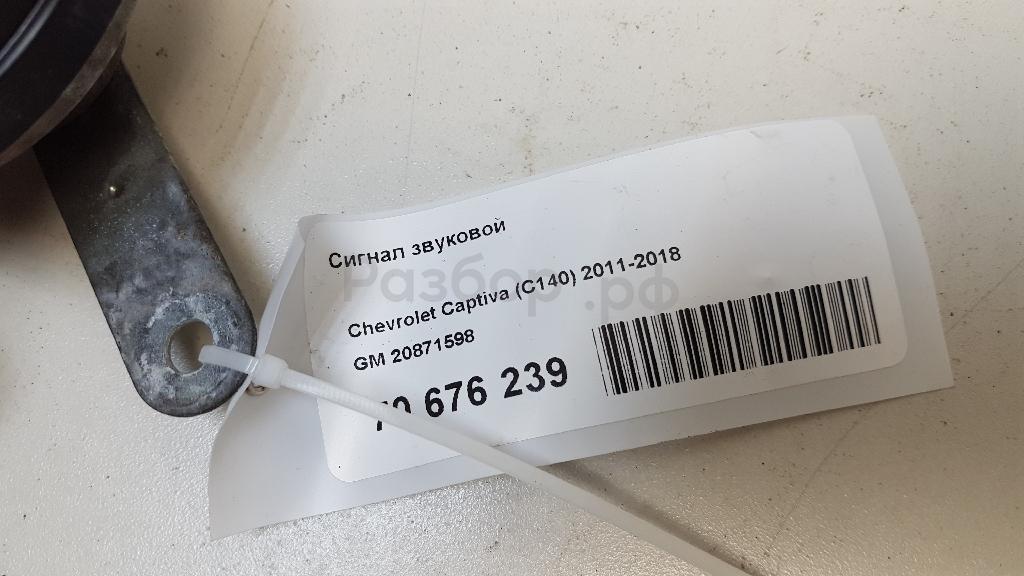 Сигнал звуковой
Разбор.рф
Chevrolet Captiva (C140) 2011-2018
GM 20871598
676 239